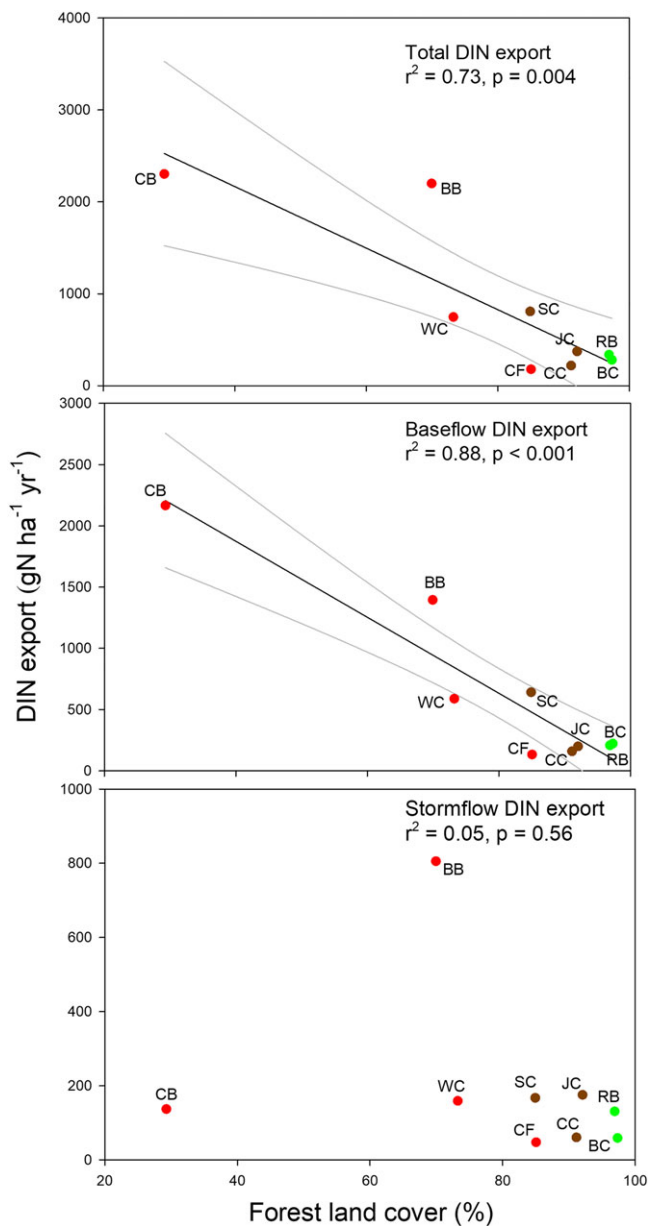 4000
3000
2000
1000
0
Total DIN export
r² = 0.73, p = 0.004
CB
BB
WC
SC
CF
JC
CC
RB
BC
DIN export (gN ha⁻¹ yr⁻¹)
3000
2500
2000
1500
1000
500
0
Baseflow DIN export
r² = 0.88, p < 0.001
CB
BB
WC
SC
CF
JC
CC
BC
RB
1000
800
600
400
200
0
Stormflow DIN export
r² = 0.05, p = 0.56
BB
CB
WC
SC
JC
RB
CF
CC
BC
20
40
60
80
100
Forest land cover (%)